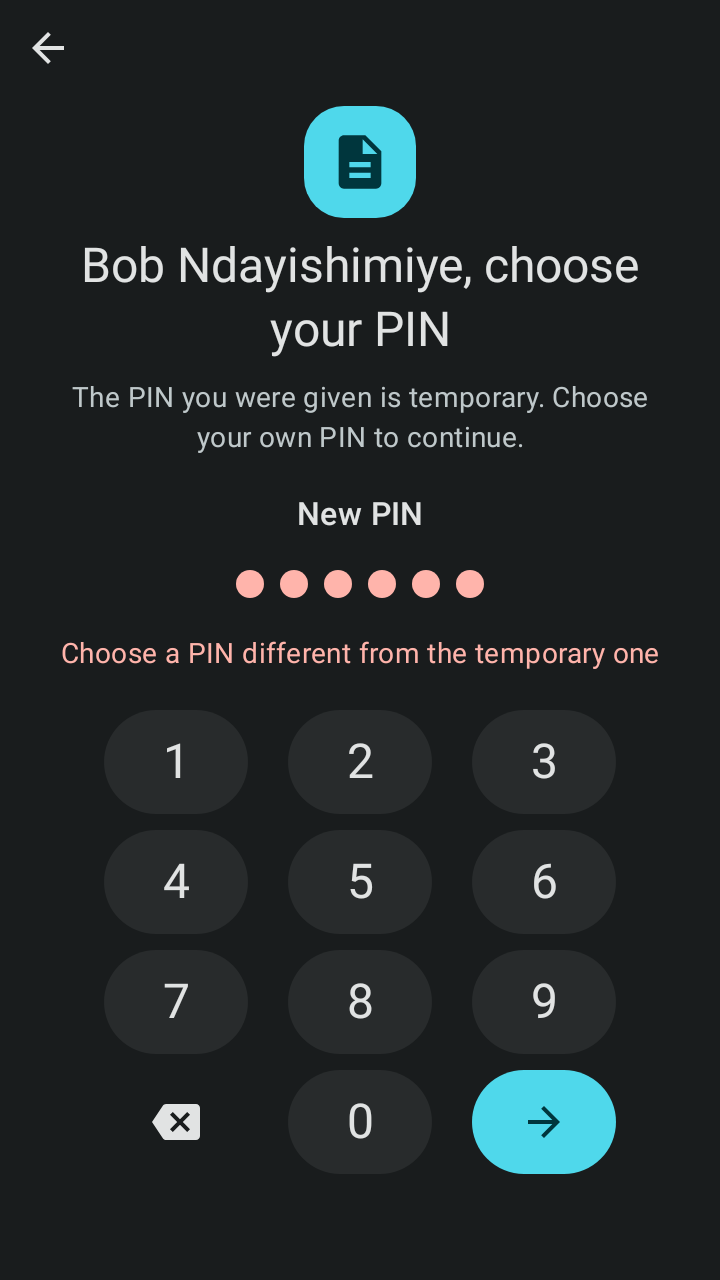 Bob Ndayishimiye, choose
your PIN
The PIN you were given is temporary. Choose
your own PIN to continue.
New PIN
Choose a PIN different from the temporary one
1 2 3
4 5 6
7 8 9
0